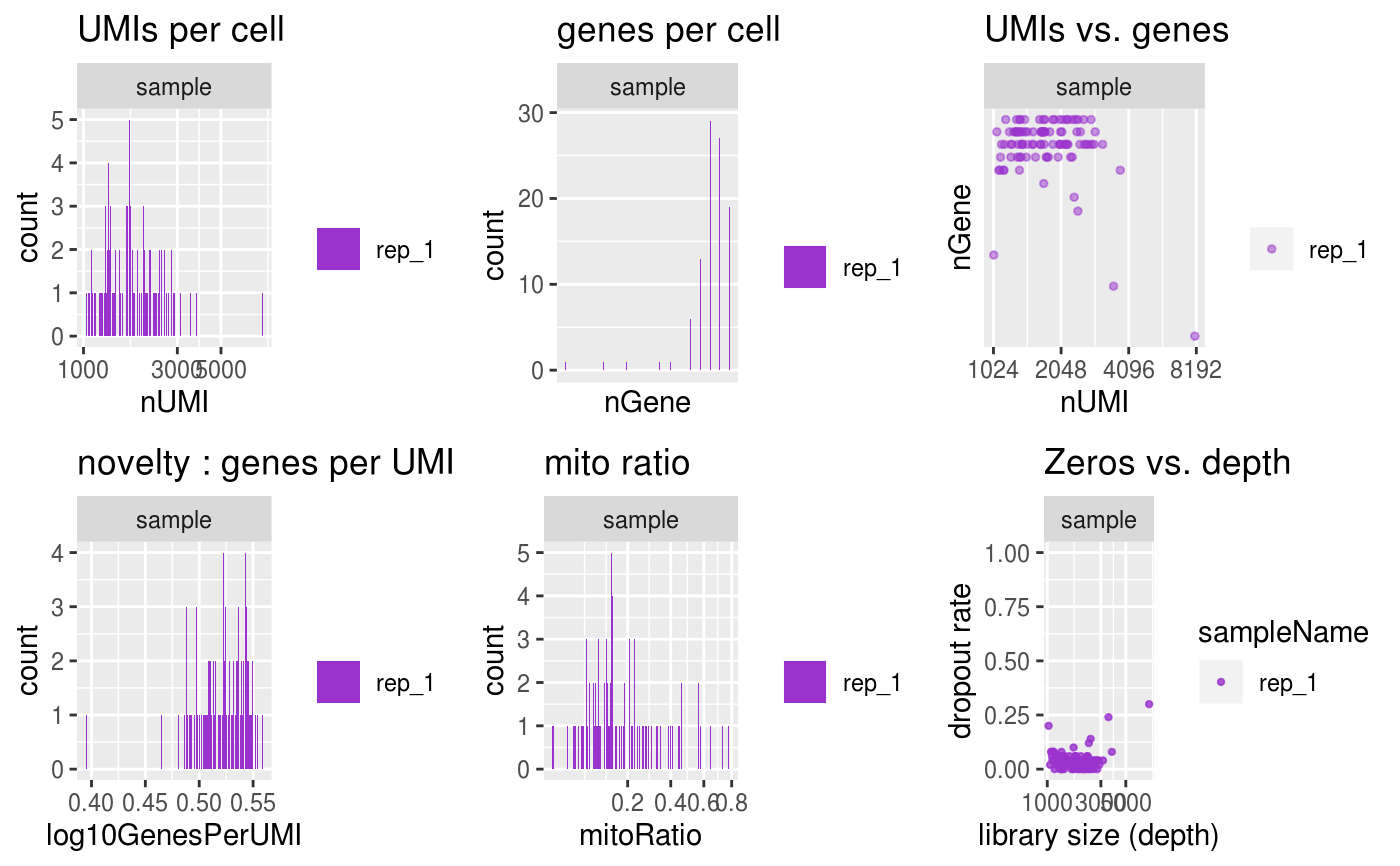 UMIs per cell
genes per cell
UMIs vs. genes
sample
sample
sample
5
4
3
2
1
0
count
1000
3000
5000
nUMI
rep_1
30
20
10
0
count
nGene
rep_1
nGene
1024
2048
4096
8192
nUMI
rep_1
novelty : genes per UMI
mito ratio
Zeros vs. depth
sample
sample
sample
4
3
2
1
0
count
0.40
0.45
0.50
0.55
log10GenesPerUMI
rep_1
5
4
3
2
1
0
count
0.2
0.4
0.6
0.8
mitoRatio
rep_1
1.00
0.75
0.50
0.25
0.00
dropout rate
1000
3000
5000
library size (depth)
sampleName
rep_1